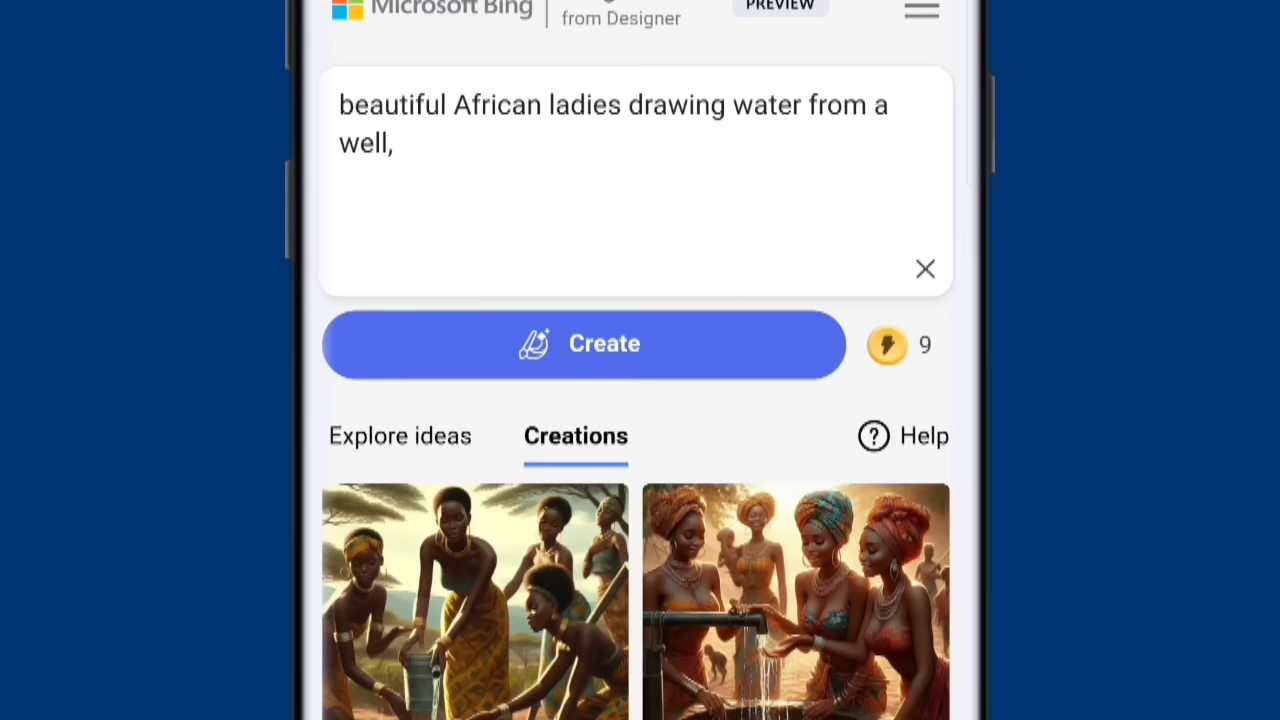 Microsoft Bing
from Designer
PREVIEW
beautiful African ladies drawing water from a
well,
Create
9
Explore ideas
Creations
Help